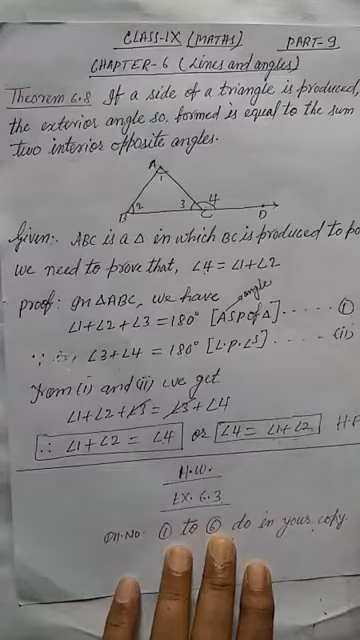 CLASS-IX (MATHS) PART-9
CHAPTER-6 (Lines and angles)
Theorem 6.8 If a side of a triangle is produced,
the exterior angle so, formed is equal to the sum
two interior opposite angles.
A
1
B 2 3 4 C D
Given:- ABC is a Δ in which BC is produced to po
we need to prove that, ∠4 = ∠1+∠2
angle
proof: In ΔABC, we have
∠1+∠2+∠3 = 180° [ASP of Δ] ----- (i)
∠3+∠4 = 180° [L.P.∠S] ---- (ii)
From (i) and (ii) we get
∠1+∠2+∠3 = ∠3+∠4
∴ ∠1+∠2 = ∠4 or ∠4 = ∠1+∠2 H.P
H.W.
EX. 6.3
Qn.No- ① to ⑥ do in your copy.